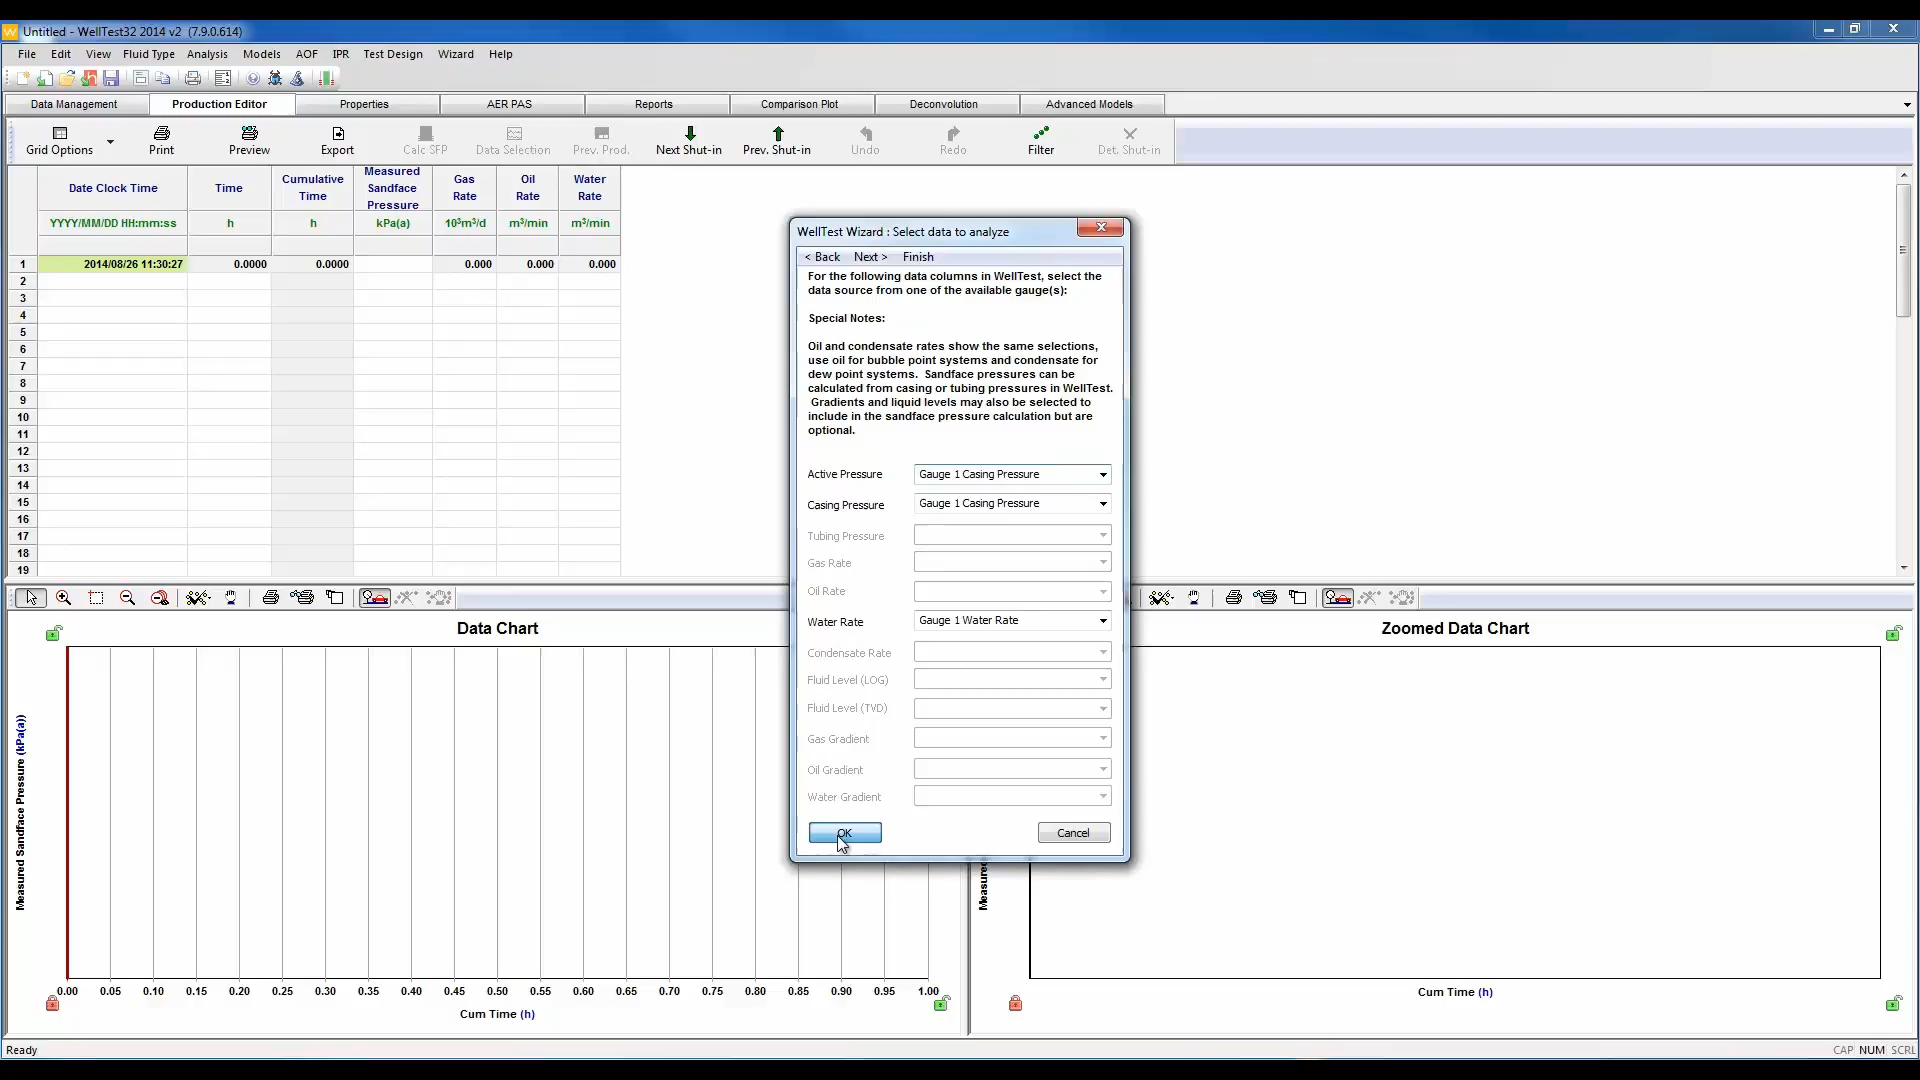 Untitled - WellTest32 2014 v2 (7.9.0.614)
File Edit View Fluid Type Analysis Models AOF IPR Test Design Wizard Help
Data Management Production Editor Properties AER PAS Reports Comparison Plot Deconvolution Advanced Models
Grid Options Print Preview Export Calc SFP Data Selection Prev. Prod. Next Shut-in Prev. Shut-in Undo Redo Filter Det. Shut-in
Date Clock Time Time Cumulative Time Measured Sandface Pressure Gas Rate Oil Rate Water Rate
YYYY/MM/DD HH:mm:ss h h kPa(a) 10³m³/d m³/min m³/min
1 2014/08/26 11:30:27 0.0000 0.0000 0.000 0.000 0.000
2
3
4
5
6
7
8
9
10
11
12
13
14
15
16
17
18
19
WellTest Wizard : Select data to analyze
< Back Next > Finish
For the following data columns in WellTest, select the
data source from one of the available gauge(s):
Special Notes:
Oil and condensate rates show the same selections,
use oil for bubble point systems and condensate for
dew point systems. Sandface pressures can be
calculated from casing or tubing pressures in WellTest.
Gradients and liquid levels may also be selected to
include in the sandface pressure calculation but are
optional.
Active Pressure Gauge 1 Casing Pressure
Casing Pressure Gauge 1 Casing Pressure
Tubing Pressure
Gas Rate
Oil Rate
Water Rate Gauge 1 Water Rate
Condensate Rate
Fluid Level (LOG)
Fluid Level (TVD)
Gas Gradient
Oil Gradient
Water Gradient
OK Cancel
Data Chart
Measured Sandface Pressure (kPa(a))
0.00 0.05 0.10 0.15 0.20 0.25 0.30 0.35 0.40 0.45 0.50 0.55 0.60 0.65 0.70 0.75 0.80 0.85 0.90 0.95 1.00
Cum Time (h)
Zoomed Data Chart
Cum Time (h)
Ready
CAP NUM SCRL